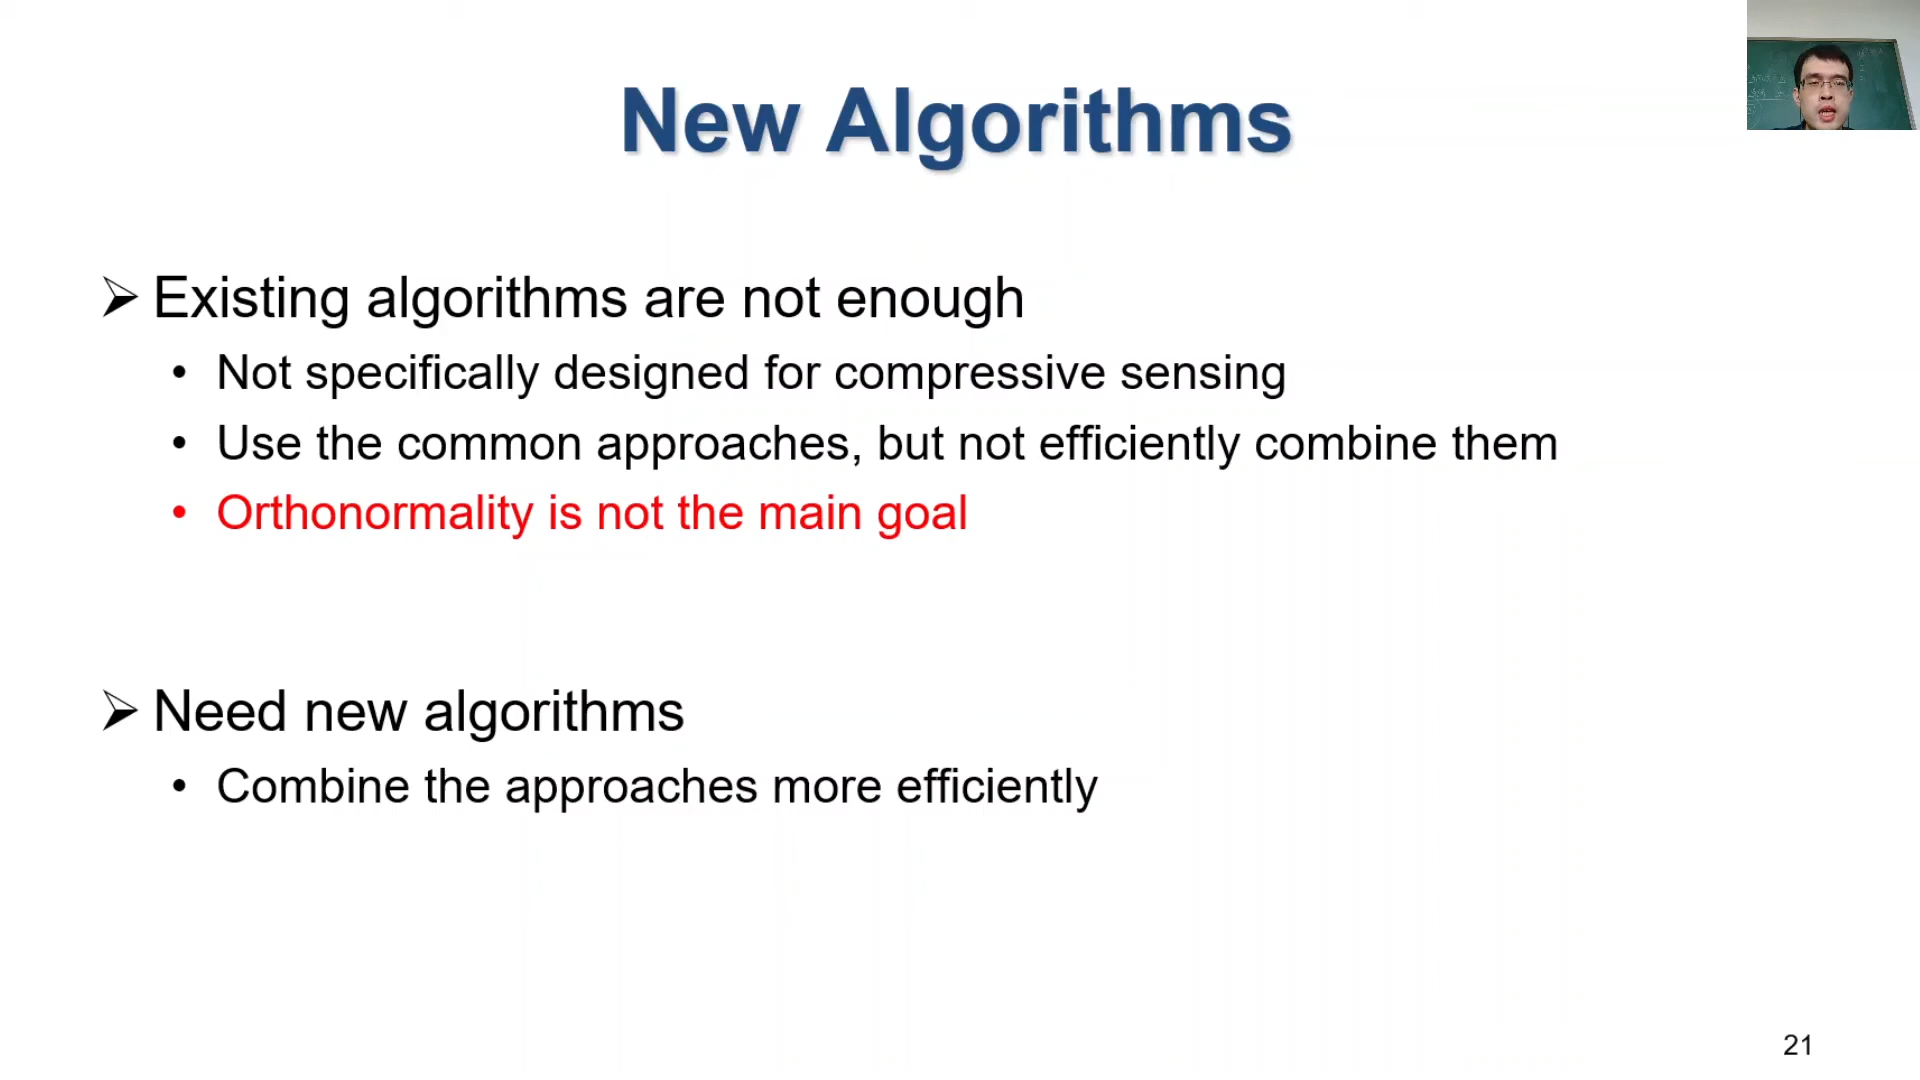 New Algorithms
Existing algorithms are not enough
• Not specifically designed for compressive sensing
• Use the common approaches, but not efficiently combine them
• Orthonormality is not the main goal
Need new algorithms
• Combine the approaches more efficiently
21